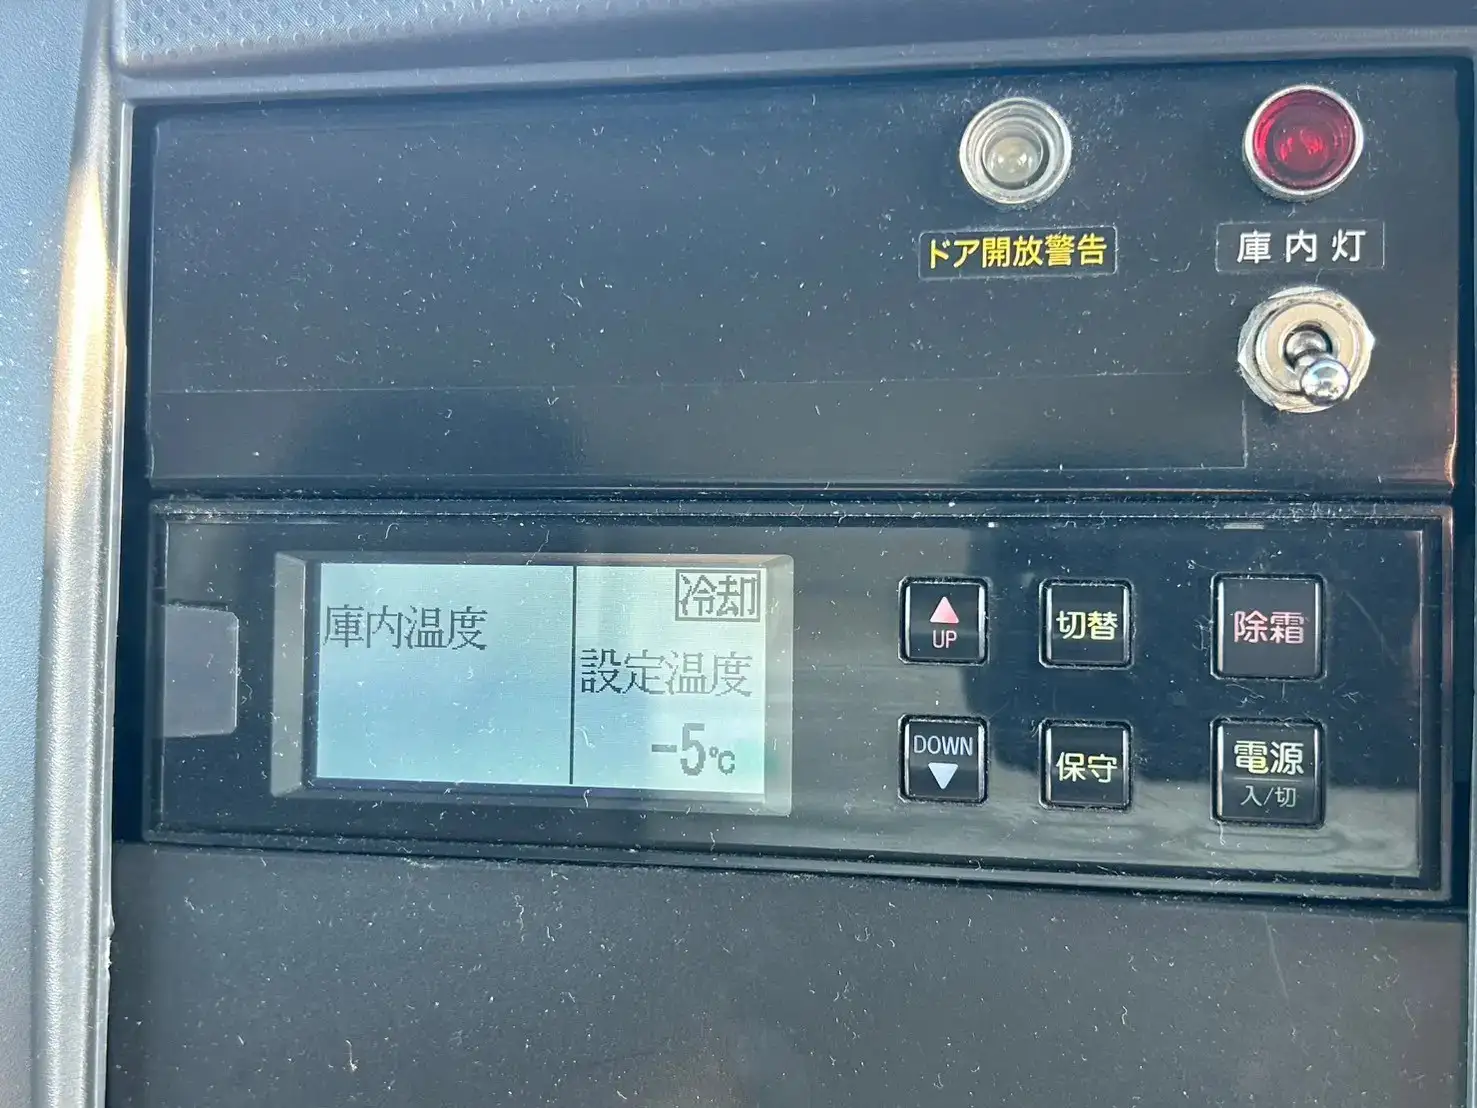 ドア開放警告
庫内灯
冷却
庫内温度
設定温度
-5℃
UP
切替
除霜
DOWN
保守
電源
入/切